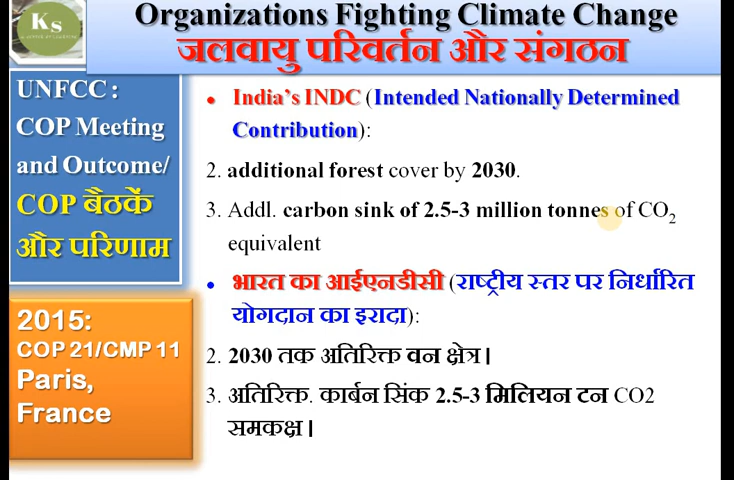 Ks
Organizations Fighting Climate Change
जलवायु परिवर्तन और संगठन
UNFCC :
COP Meeting
and Outcome/
COP बैठकें
और परिणाम
2015:
COP 21/CMP 11
Paris,
France
• India's INDC (Intended Nationally Determined
Contribution):
2. additional forest cover by 2030.
3. Addl. carbon sink of 2.5-3 million tonnes of CO2
equivalent
• भारत का आईएनडीसी (राष्ट्रीय स्तर पर निर्धारित
योगदान का इरादा):
2. 2030 तक अतिरिक्त वन क्षेत्र।
3. अतिरिक्त. कार्बन सिंक 2.5-3 मिलियन टन CO2
समकक्ष।